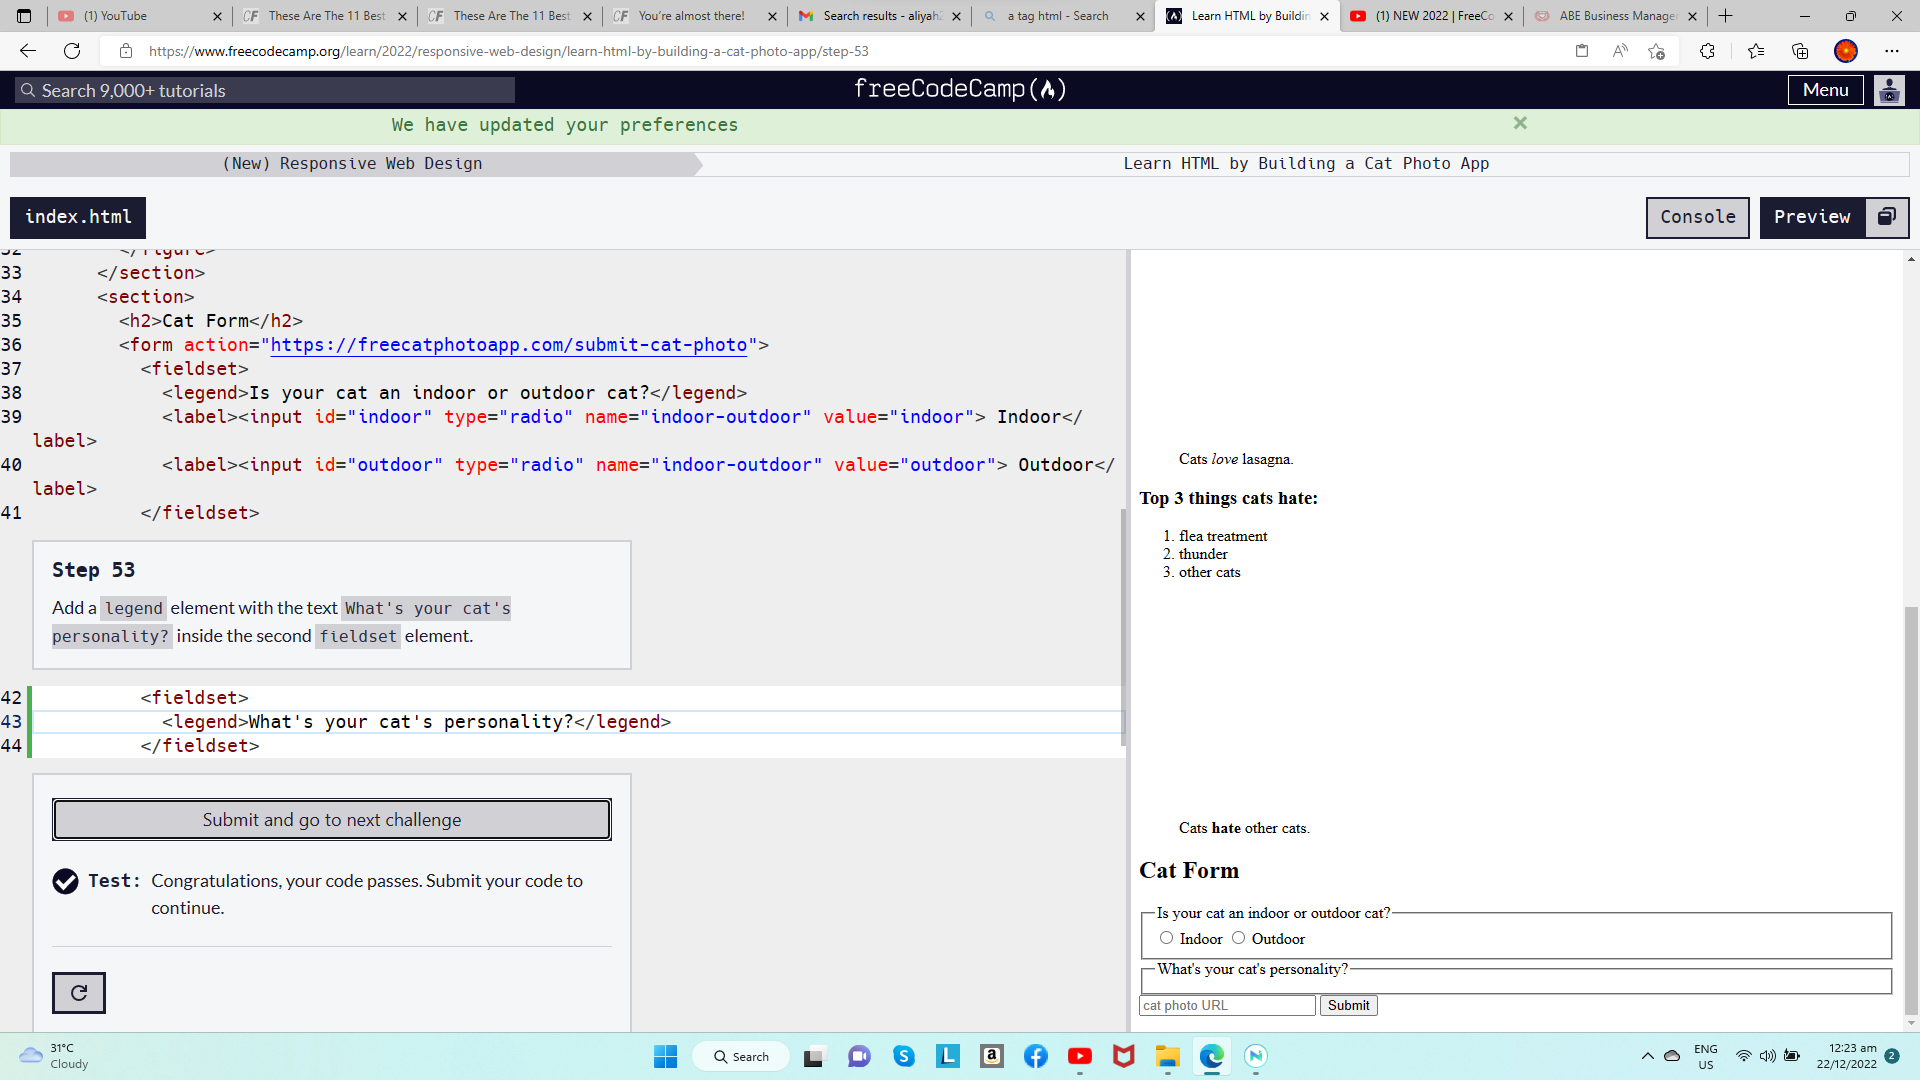 (1) YouTube
These Are The 11 Best
These Are The 11 Best
You're almost there!
Search results - aliyah
a tag html - Search
Learn HTML by Buildin
(1) NEW 2022 | FreeCo
ABE Business Manage
https://www.freecodecamp.org/learn/2022/responsive-web-design/learn-html-by-building-a-cat-photo-app/step-53
Search 9,000+ tutorials
freeCodeCamp
Menu
We have updated your preferences
(New) Responsive Web Design
Learn HTML by Building a Cat Photo App
index.html
Console
Preview
32 </figure>
33 </section>
34 <section>
35 <h2>Cat Form</h2>
36 <form action="https://freecatphotoapp.com/submit-cat-photo">
37 <fieldset>
38 <legend>Is your cat an indoor or outdoor cat?</legend>
39 <label><input id="indoor" type="radio" name="indoor-outdoor" value="indoor"> Indoor</
label>
40 <label><input id="outdoor" type="radio" name="indoor-outdoor" value="outdoor"> Outdoor</
label>
41 </fieldset>
Step 53
Add a legend element with the text What's your cat's
personality? inside the second fieldset element.
42 <fieldset>
43 <legend>What's your cat's personality?</legend>
44 </fieldset>
Submit and go to next challenge
Test: Congratulations, your code passes. Submit your code to
continue.
Cats love lasagna.
Top 3 things cats hate:
1. flea treatment
2. thunder
3. other cats
Cats hate other cats.
Cat Form
Is your cat an indoor or outdoor cat?
Indoor Outdoor
What's your cat's personality?
cat photo URL Submit
31°C
Cloudy
Search
ENG
US
12:23 am
22/12/2022
2